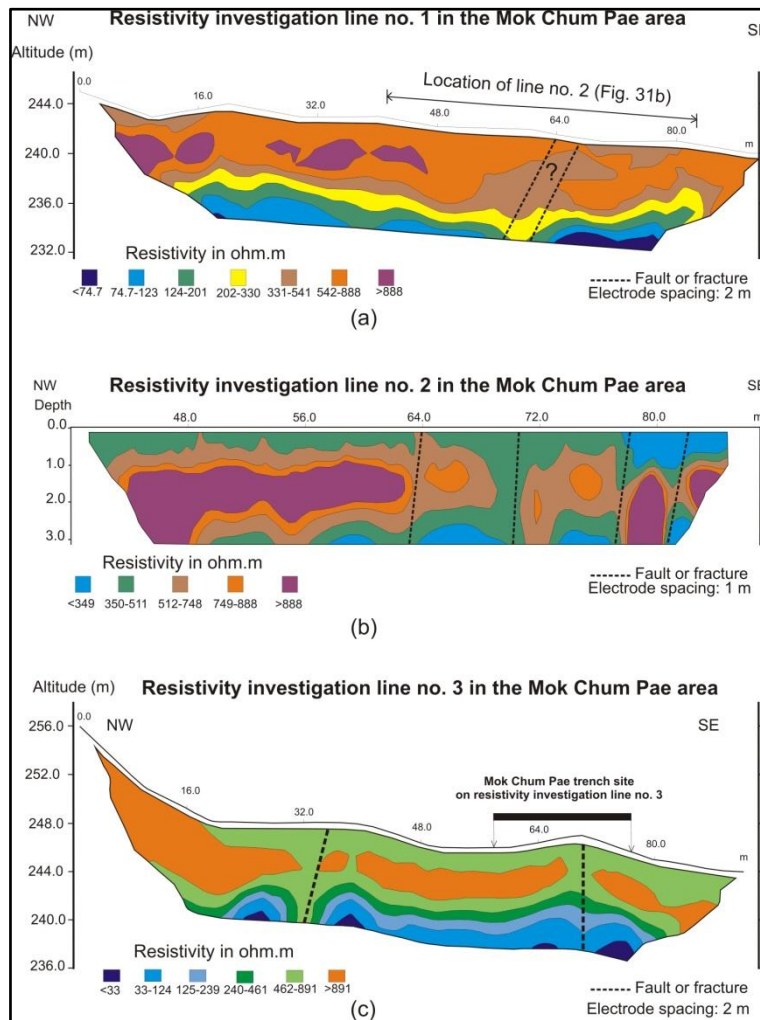 NW Resistivity investigation line no. 1 in the Mok Chum Pae area
Altitude (m)
0.0 16.0 32.0 48.0 64.0 80.0 m
Location of line no. 2 (Fig. 31b)
244.0
240.0
236.0
232.0
?
Resistivity in ohm.m
<74.7 74.7-123 124-201 202-330 331-541 542-888 >888
Fault or fracture
Electrode spacing: 2 m
(a)
NW Resistivity investigation line no. 2 in the Mok Chum Pae area
Depth
48.0 56.0 64.0 72.0 80.0 m
0.0
1.0
2.0
3.0
Resistivity in ohm.m
<349 350-511 512-748 749-888 >888
Fault or fracture
Electrode spacing: 1 m
(b)
Altitude (m) Resistivity investigation line no. 3 in the Mok Chum Pae area
0.0 NW SE
256.0
252.0
248.0
244.0
240.0
236.0
Mok Chum Pae trench site
on resistivity investigation line no. 3
16.0 32.0 48.0 64.0 80.0 m
Resistivity in ohm.m
<33 33-124 125-239 240-461 462-891 >891
Fault or fracture
Electrode spacing: 2 m
(c)